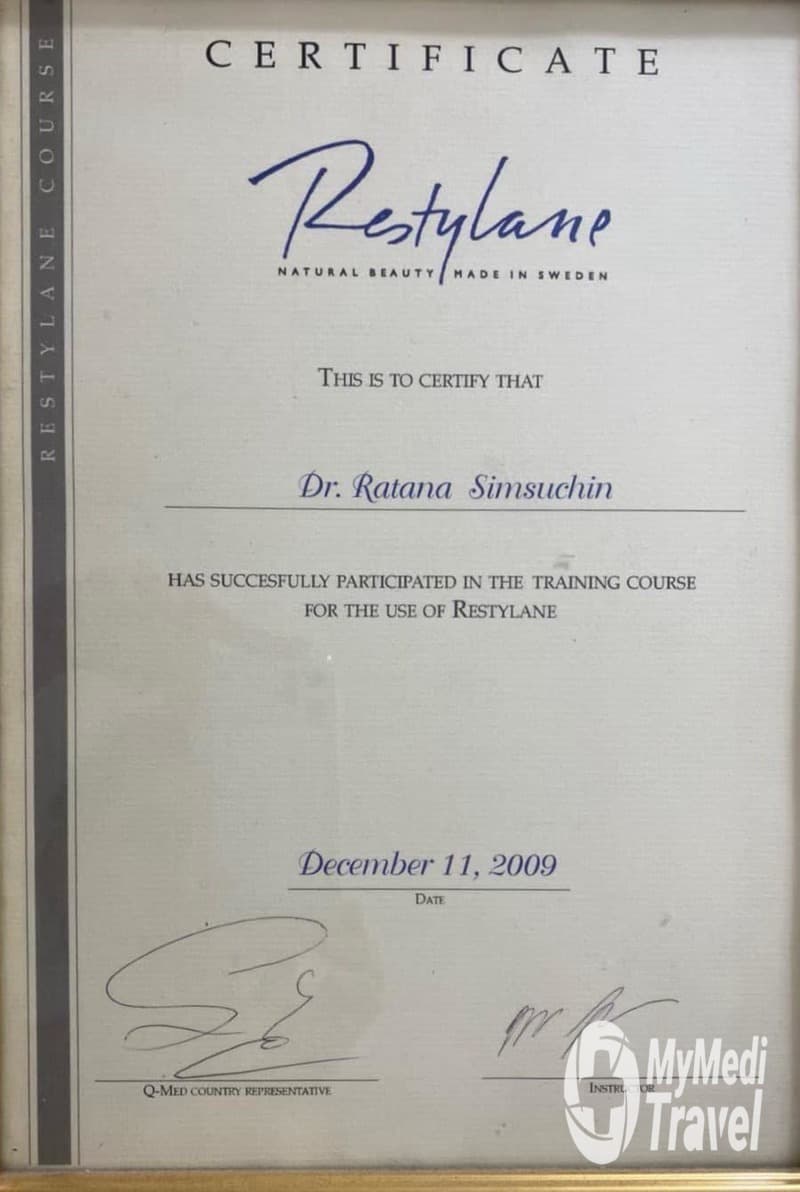 CERTIFICATE
RESTYLANE COURSE
Restylane
NATURAL BEAUTY MADE IN SWEDEN
THIS IS TO CERTIFY THAT
Dr. Ratana Simsuchin
HAS SUCCESFULLY PARTICIPATED IN THE TRAINING COURSE
FOR THE USE OF RESTYLANE
December 11, 2009
DATE
Q-MED COUNTRY REPRESENTATIVE
INSTRUCTOR
MyMedi
Travel